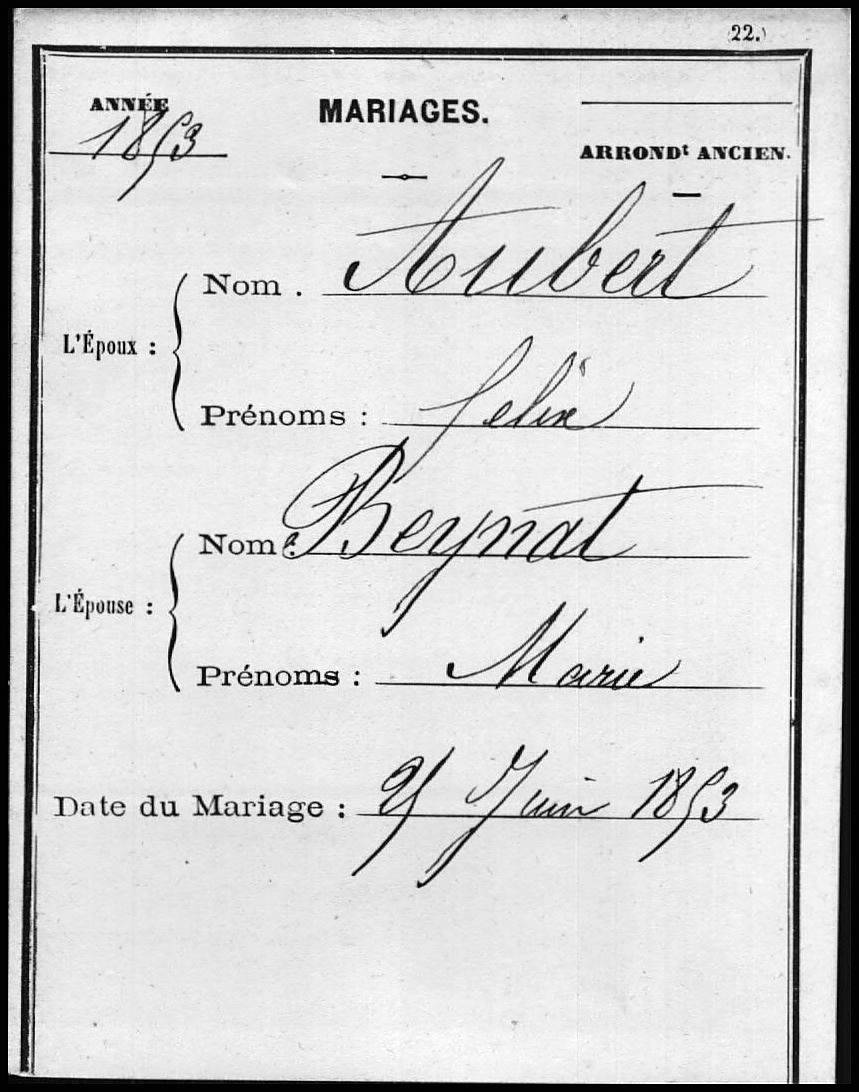 22.
ANNÉE
1853
MARIAGES.
ARRONDt ANCIEN.
L'Époux :
Nom . Aubert
Prénoms : Felix
L'Épouse :
Nom : Beynat
Prénoms : Marie
Date du Mariage : 25 Juin 1853